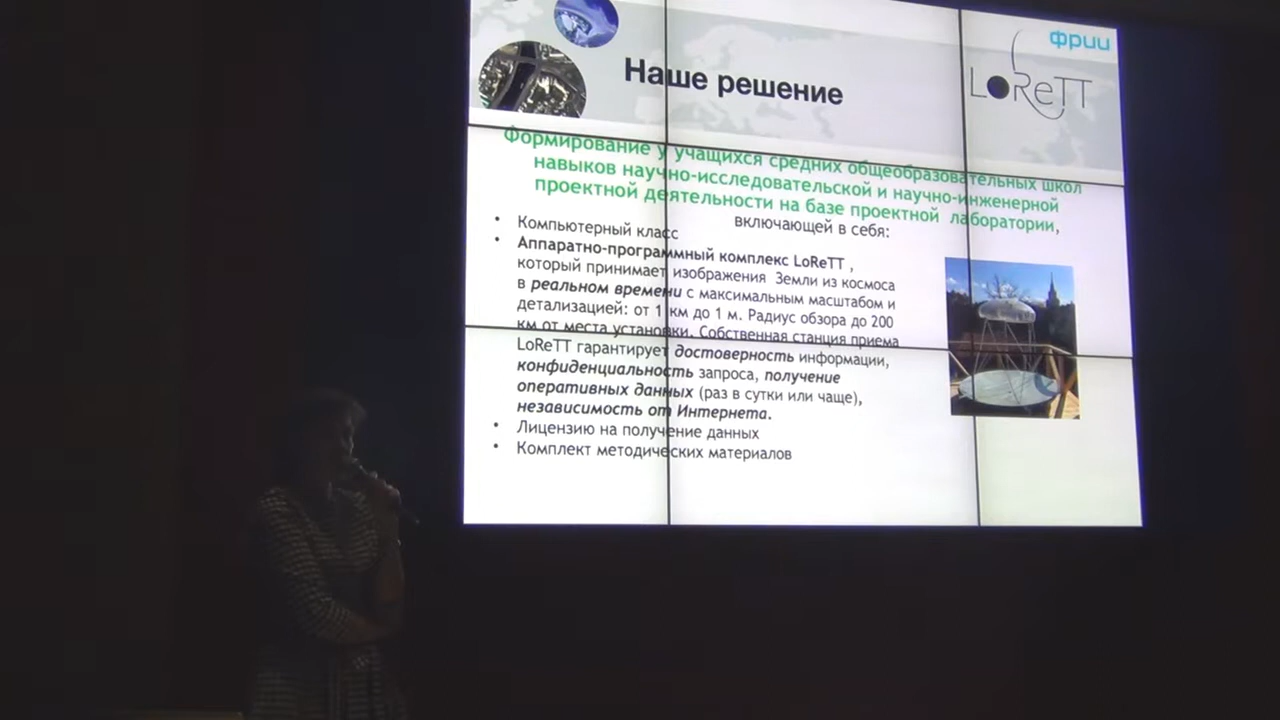 фрии
LoReTT
Наше решение
Формирование у учащихся средних общеобразовательных школ
навыков научно-исследовательской и научно-инженерной
проектной деятельности на базе проектной лаборатории,
включающей в себя:
• Компьютерный класс
• Аппаратно-программный комплекс LoReTT ,
который принимает изображения Земли из космоса
в реальном времени с максимальным масштабом и
детализацией: от 1 км до 1 м. Радиус обзора до 200
км от места установки. Собственная станция приема
LoReTT гарантирует достоверность информации,
конфиденциальность запроса, получение
оперативных данных (раз в сутки или чаще),
независимость от Интернета.
• Лицензию на получение данных
• Комплект методических материалов